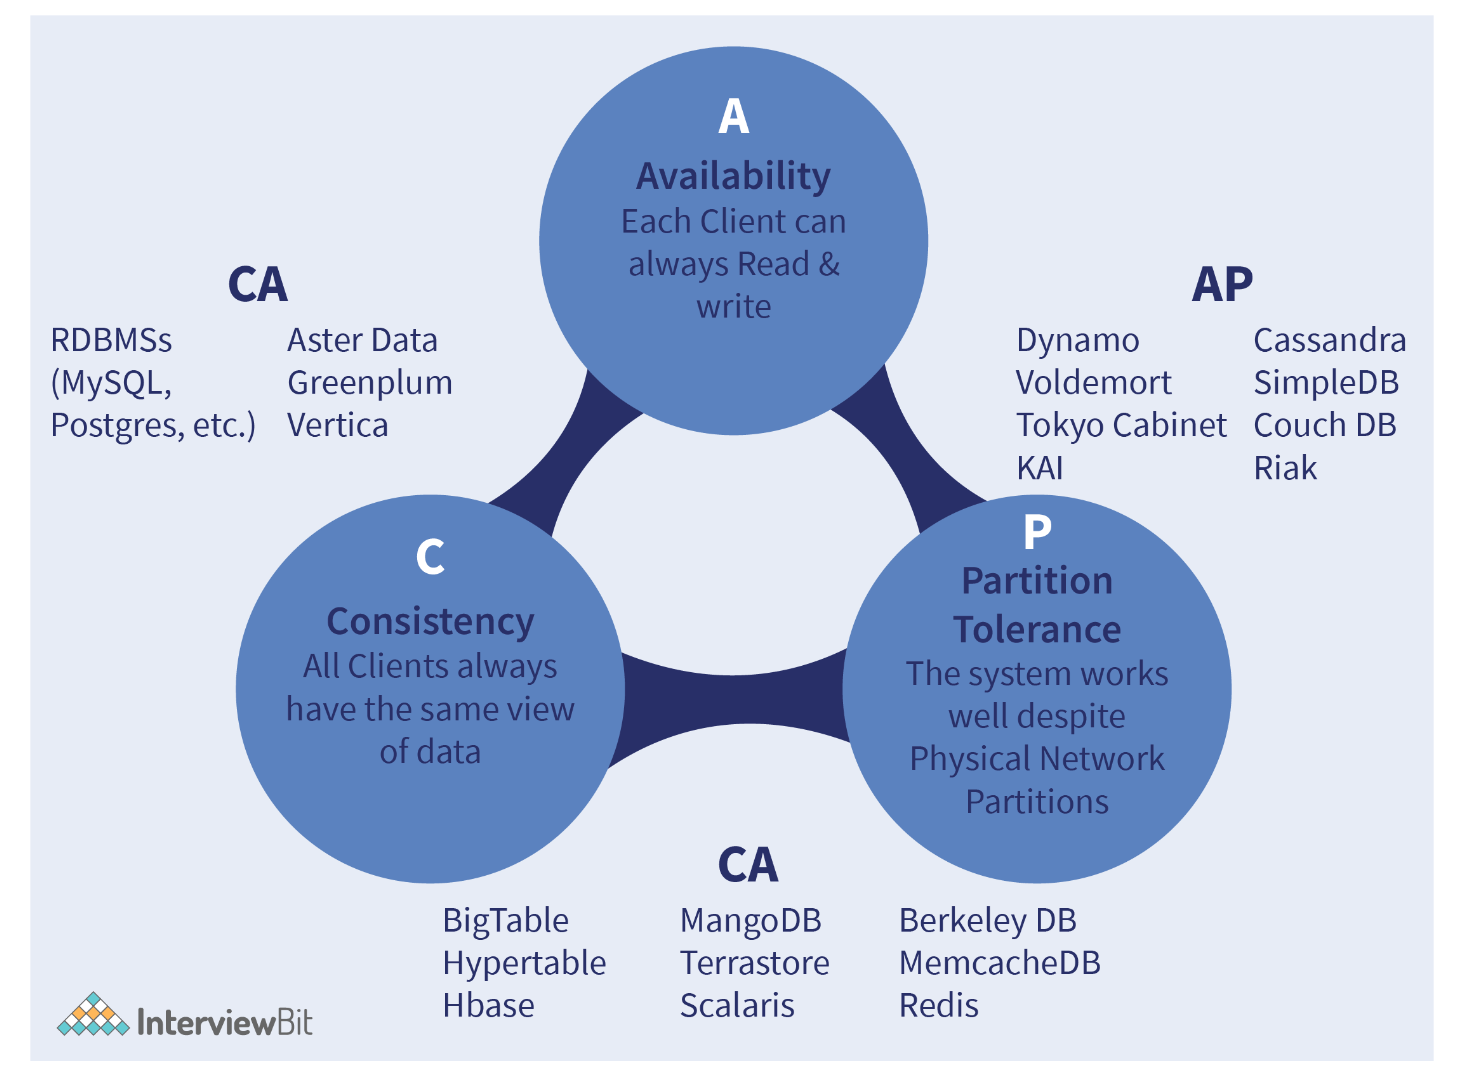 A
Availability
Each Client can
always Read &
write
CA
RDBMSs
(MySQL,
Postgres, etc.)
Aster Data
Greenplum
Vertica
AP
Dynamo
Voldemort
Tokyo Cabinet
KAI
Cassandra
SimpleDB
Couch DB
Riak
C
Consistency
All Clients always
have the same view
of data
P
Partition
Tolerance
The system works
well despite
Physical Network
Partitions
CA
BigTable
Hypertable
Hbase
MangoDB
Terrastore
Scalaris
Berkeley DB
MemcacheDB
Redis
InterviewBit